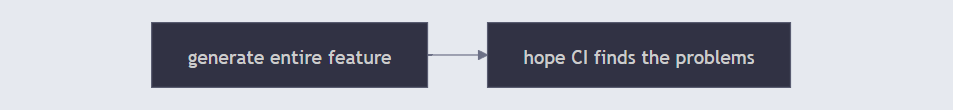 generate entire feature
hope CI finds the problems